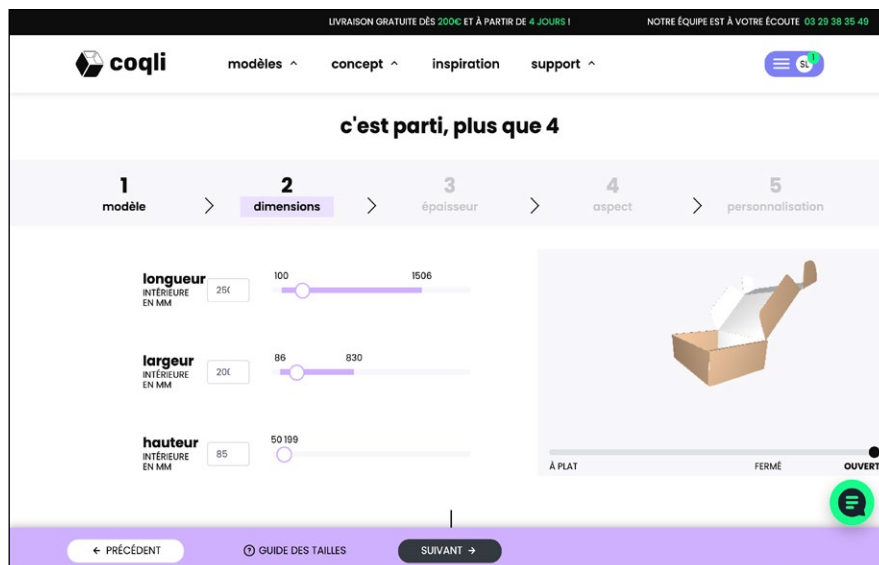 LIVRAISON GRATUITE DÈS 200€ ET À PARTIR DE 4 JOURS !
NOTRE ÉQUIPE EST À VOTRE ÉCOUTE 03 29 38 35 49
coqli
modèles
concept
inspiration
support
SL
1
c'est parti, plus que 4
1
modèle
2
dimensions
3
épaisseur
4
aspect
5
personnalisation
longueur
INTÉRIEURE
EN MM
250
100
1506
largeur
INTÉRIEURE
EN MM
200
86
830
hauteur
INTÉRIEURE
EN MM
85
50 199
À PLAT
FERMÉ
OUVERT
← PRÉCÉDENT
? GUIDE DES TAILLES
SUIVANT →